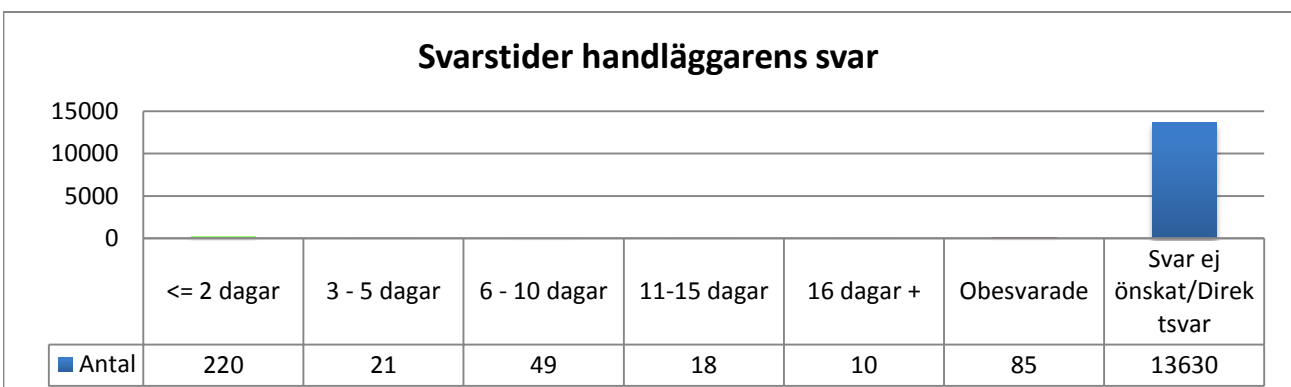 Svarstider handläggarens svar
15000
10000
5000
0
<= 2 dagar 3 - 5 dagar 6 - 10 dagar 11-15 dagar 16 dagar + Obesvarade Svar ej
önskat/Direk
tsvar
Antal 220 21 49 18 10 85 13630